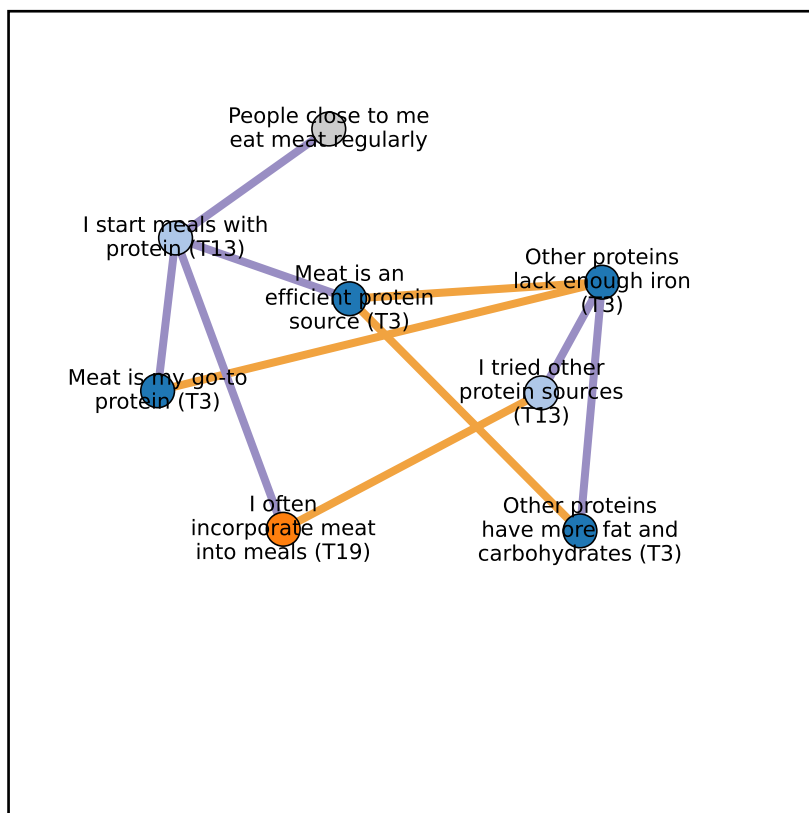 People close to me
eat meat regularly
I start meals with
protein (T13)
Meat is an
efficient protein
source (T3)
Other proteins
lack enough iron
(T3)
Meat is my go-to
protein (T3)
I tried other
protein sources
(T13)
I often
incorporate meat
into meals (T19)
Other proteins
have more fat and
carbohydrates (T3)